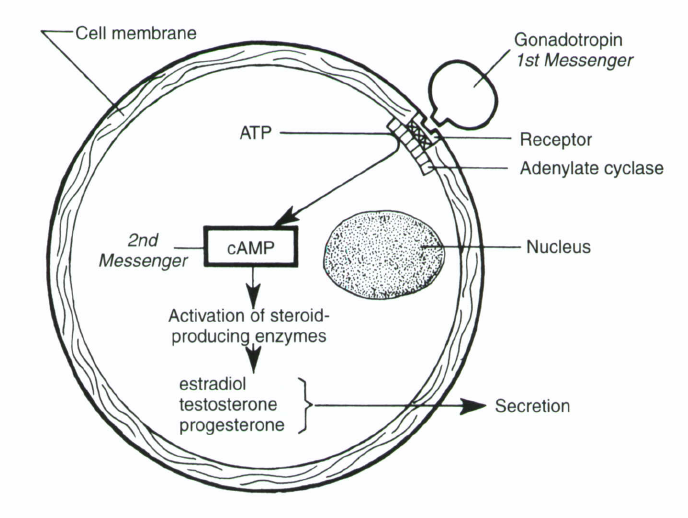 Cell membrane
Gonadotropin
1st Messenger
ATP
Receptor
Adenylate cyclase
2nd
Messenger
cAMP
Nucleus
Activation of steroid-
producing enzymes
estradiol
testosterone
progesterone
Secretion